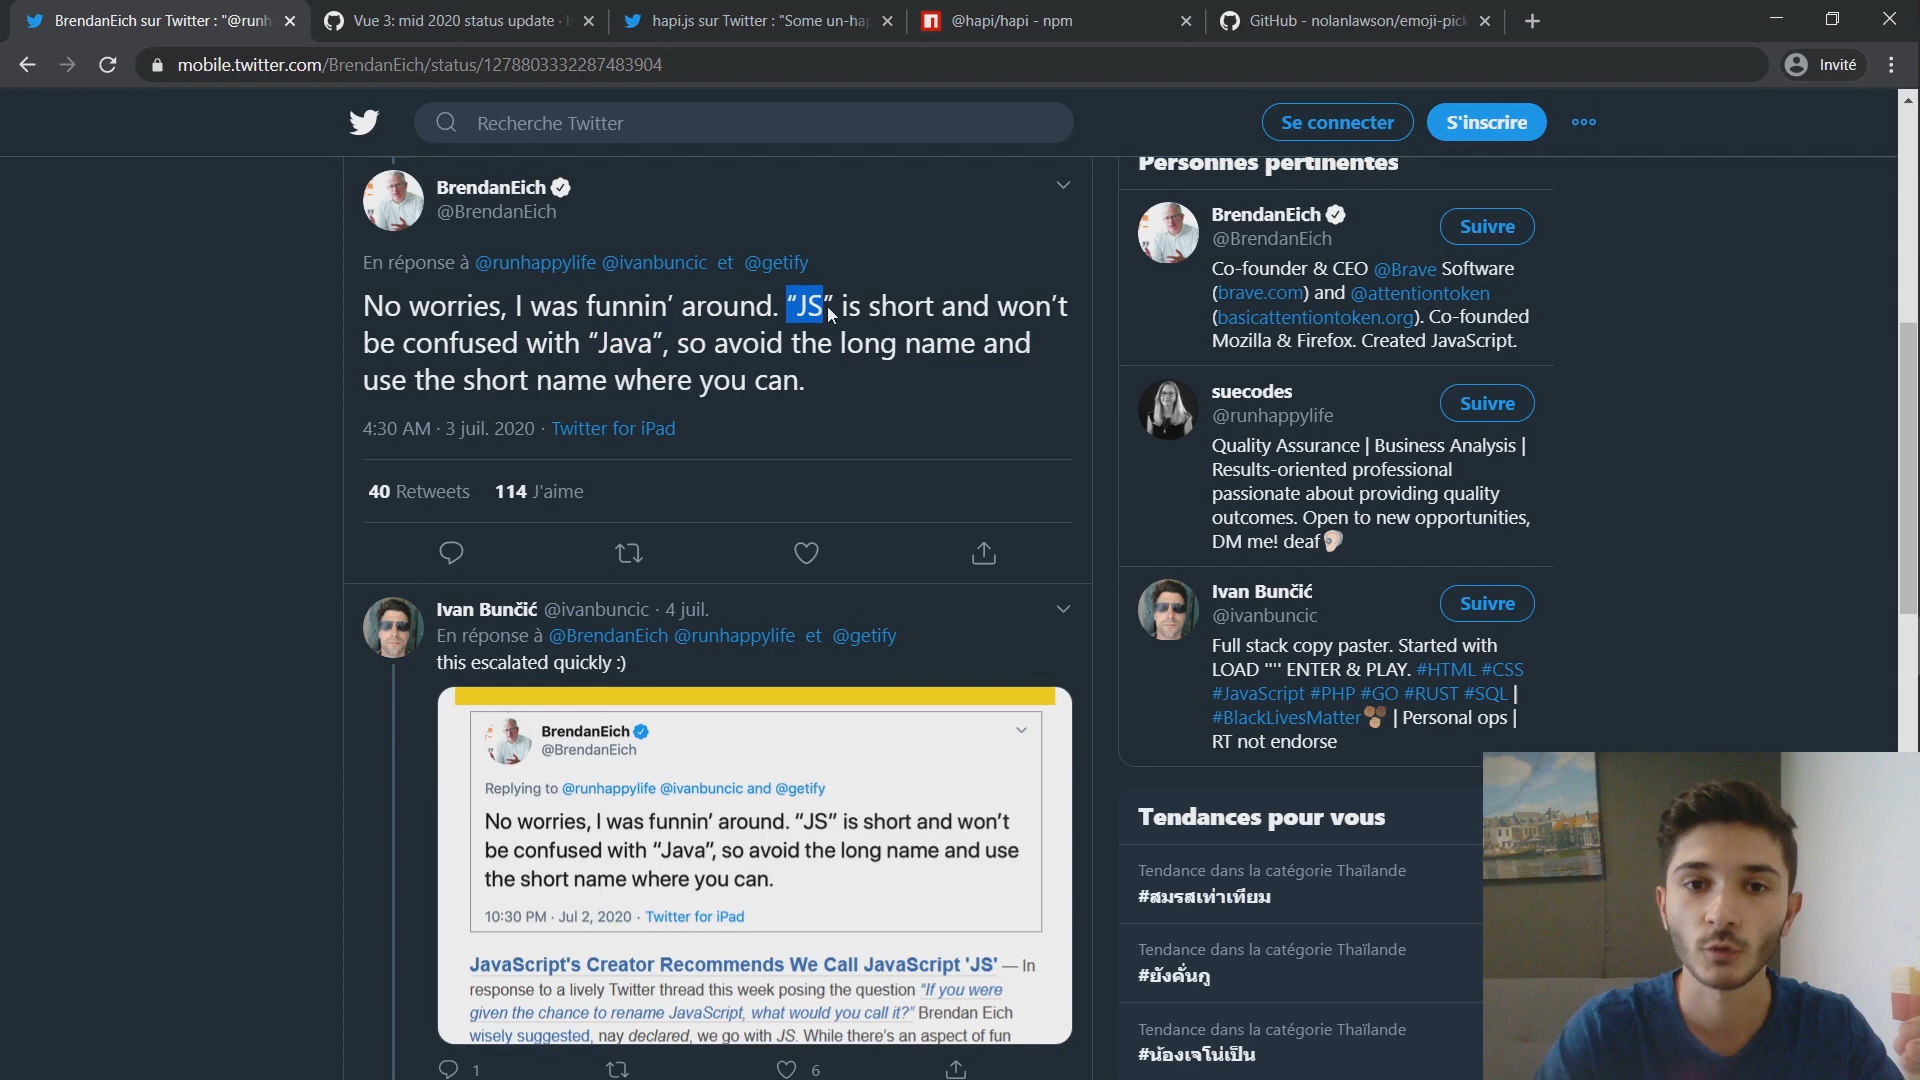 BrendanEich sur Twitter : "@runh
Vue 3: mid 2020 status update ·
hapi.js sur Twitter : "Some un-ha
@hapi/hapi - npm
GitHub - nolanlawson/emoji-pick
mobile.twitter.com/BrendanEich/status/1278803332287483904
Invité
Recherche Twitter
Se connecter
S'inscrire
BrendanEich
@BrendanEich
En réponse à @runhappylife @ivanbuncic et @getify
No worries, I was funnin’ around. “JS” is short and won’t
be confused with “Java”, so avoid the long name and
use the short name where you can.
4:30 AM · 3 juil. 2020 · Twitter for iPad
40 Retweets 114 J'aime
Ivan Bunčić @ivanbuncic · 4 juil.
En réponse à @BrendanEich @runhappylife et @getify
this escalated quickly :)
BrendanEich
@BrendanEich
Replying to @runhappylife @ivanbuncic and @getify
No worries, I was funnin’ around. “JS” is short and won’t
be confused with “Java”, so avoid the long name and use
the short name where you can.
10:30 PM · Jul 2, 2020 · Twitter for iPad
JavaScript's Creator Recommends We Call JavaScript 'JS' — In
response to a lively Twitter thread this week posing the question “If you were
given the chance to rename JavaScript, what would you call it?” Brendan Eich
wisely suggested, nay declared, we go with JS. While there's an aspect of fun
1
6
Personnes pertinentes
BrendanEich
@BrendanEich
Suivre
Co-founder & CEO @Brave Software
(brave.com) and @attentiontoken
(basicattentiontoken.org). Co-founded
Mozilla & Firefox. Created JavaScript.
suecodes
@runhappylife
Suivre
Quality Assurance | Business Analysis |
Results-oriented professional
passionate about providing quality
outcomes. Open to new opportunities,
DM me! deaf🦻🏻
Ivan Bunčić
@ivanbuncic
Suivre
Full stack copy paster. Started with
LOAD "" ENTER & PLAY. #HTML #CSS
#JavaScript #PHP #GO #RUST #SQL |
#BlackLivesMatter | Personal ops |
RT not endorse
Tendances pour vous
Tendance dans la catégorie Thaïlande
#สมรสเท่าเทียม
Tendance dans la catégorie Thaïlande
#ยังคั่นกู
Tendance dans la catégorie Thaïlande
#น้องเจโน่เป็น